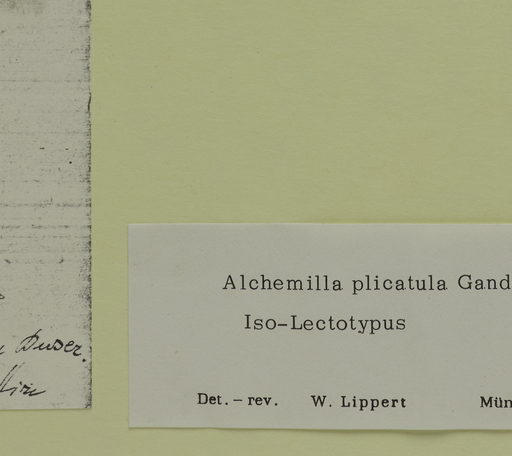 Buser.
Alchemilla plicatula Gand
Iso-Lectotypus
Det. – rev. W. Lippert Mün